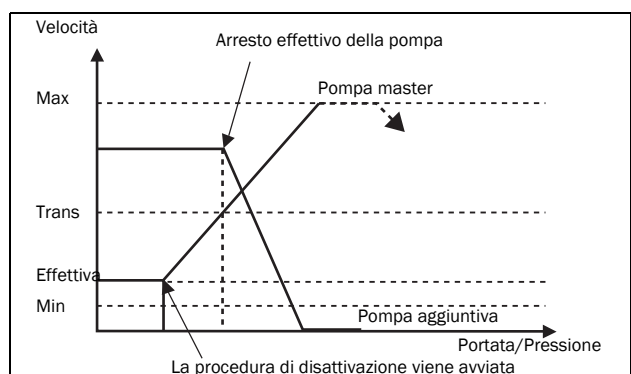 Velocità
Arresto effettivo della pompa
Max
Pompa master
Trans
Effettiva
Min
Pompa aggiuntiva
Portata/Pressione
La procedura di disattivazione viene avviata